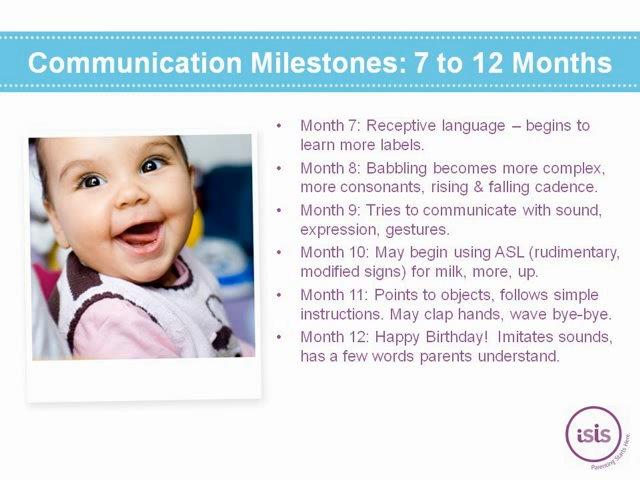 Communication Milestones: 7 to 12 Months
• Month 7: Receptive language – begins to
learn more labels.
• Month 8: Babbling becomes more complex,
more consonants, rising & falling cadence.
• Month 9: Tries to communicate with sound,
expression, gestures.
• Month 10: May begin using ASL (rudimentary,
modified signs) for milk, more, up.
• Month 11: Points to objects, follows simple
instructions. May clap hands, wave bye-bye.
• Month 12: Happy Birthday!  Imitates sounds,
has a few words parents understand.
isis
Parenting Starts Here.